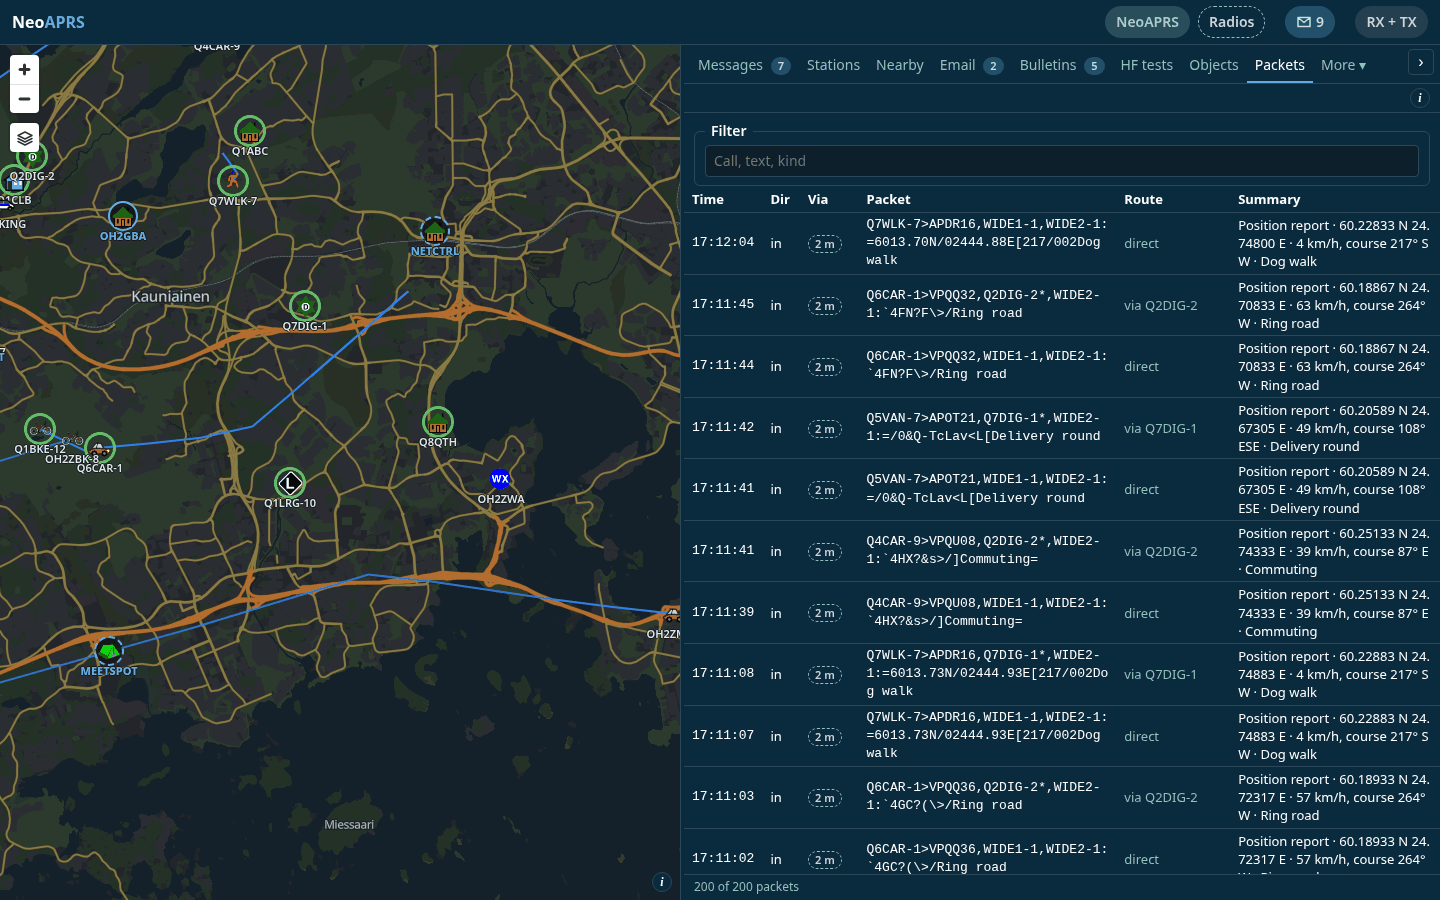 NeoAPRS
NeoAPRS
Radios
9
RX + TX
Messages 7
Stations
Nearby
Email 2
Bulletins 5
HF tests
Objects
Packets
More ▾
›
i
Filter
Call, text, kind
Time Dir Via Packet Route Summary
17:12:04 in 2 m
Q7WLK-7>APDR16,WIDE1-1,WIDE2-1:
=6013.70N/02444.88E[217/002Dog
walk
direct
Position report · 60.22833 N 24.
74800 E · 4 km/h, course 217° S
W · Dog walk
17:11:45 in 2 m
Q6CAR-1>VPQQ32,Q2DIG-2*,WIDE2-
1:`4FN?F\>/Ring road
via Q2DIG-2
Position report · 60.18867 N 24.
70833 E · 63 km/h, course 264°
W · Ring road
17:11:44 in 2 m
Q6CAR-1>VPQQ32,WIDE1-1,WIDE2-1:
`4FN?F\>/Ring road
direct
Position report · 60.18867 N 24.
70833 E · 63 km/h, course 264°
W · Ring road
17:11:42 in 2 m
Q5VAN-7>APOT21,Q7DIG-1*,WIDE2-
1:=/0&Q-TcLav<L[Delivery round
via Q7DIG-1
Position report · 60.20589 N 24.
67305 E · 49 km/h, course 108°
ESE · Delivery round
17:11:41 in 2 m
Q5VAN-7>APOT21,WIDE1-1,WIDE2-1:
=/0&Q-TcLav<L[Delivery round
direct
Position report · 60.20589 N 24.
67305 E · 49 km/h, course 108°
ESE · Delivery round
17:11:41 in 2 m
Q4CAR-9>VPQU08,Q2DIG-2*,WIDE2-
1:`4HX?&s>/]Commuting=
via Q2DIG-2
Position report · 60.25133 N 24.
74333 E · 39 km/h, course 87° E
· Commuting
17:11:39 in 2 m
Q4CAR-9>VPQU08,WIDE1-1,WIDE2-1:
`4HX?&s>/]Commuting=
direct
Position report · 60.25133 N 24.
74333 E · 39 km/h, course 87° E
· Commuting
17:11:08 in 2 m
Q7WLK-7>APDR16,Q7DIG-1*,WIDE2-
1:=6013.73N/02444.93E[217/002Do
g walk
via Q7DIG-1
Position report · 60.22883 N 24.
74883 E · 4 km/h, course 217° S
W · Dog walk
17:11:07 in 2 m
Q7WLK-7>APDR16,WIDE1-1,WIDE2-1:
=6013.73N/02444.93E[217/002Dog
walk
direct
Position report · 60.22883 N 24.
74883 E · 4 km/h, course 217° S
W · Dog walk
17:11:03 in 2 m
Q6CAR-1>VPQQ36,Q2DIG-2*,WIDE2-
1:`4GC?(\>/Ring road
via Q2DIG-2
Position report · 60.18933 N 24.
72317 E · 57 km/h, course 264°
W · Ring road
17:11:02 in 2 m
Q6CAR-1>VPQQ36,WIDE1-1,WIDE2-1:
`4GC?(\>/Ring road
direct
Position report · 60.18933 N 24.
72317 E · 57 km/h, course 264°
200 of 200 packets
+
−
Q4CAR-9
Q1ABC
D
Q2DIG-2
Q7WLK-7
KING
OH2GBA
NETCTRL
Kauniainen
D
Q7DIG-1
Q8QTH
Q1BKE-12
OH2ZBK-8
Q6CAR-1
L
Q1LRG-10
WX
OH2ZWA
MEETSPOT
Miessaari
i